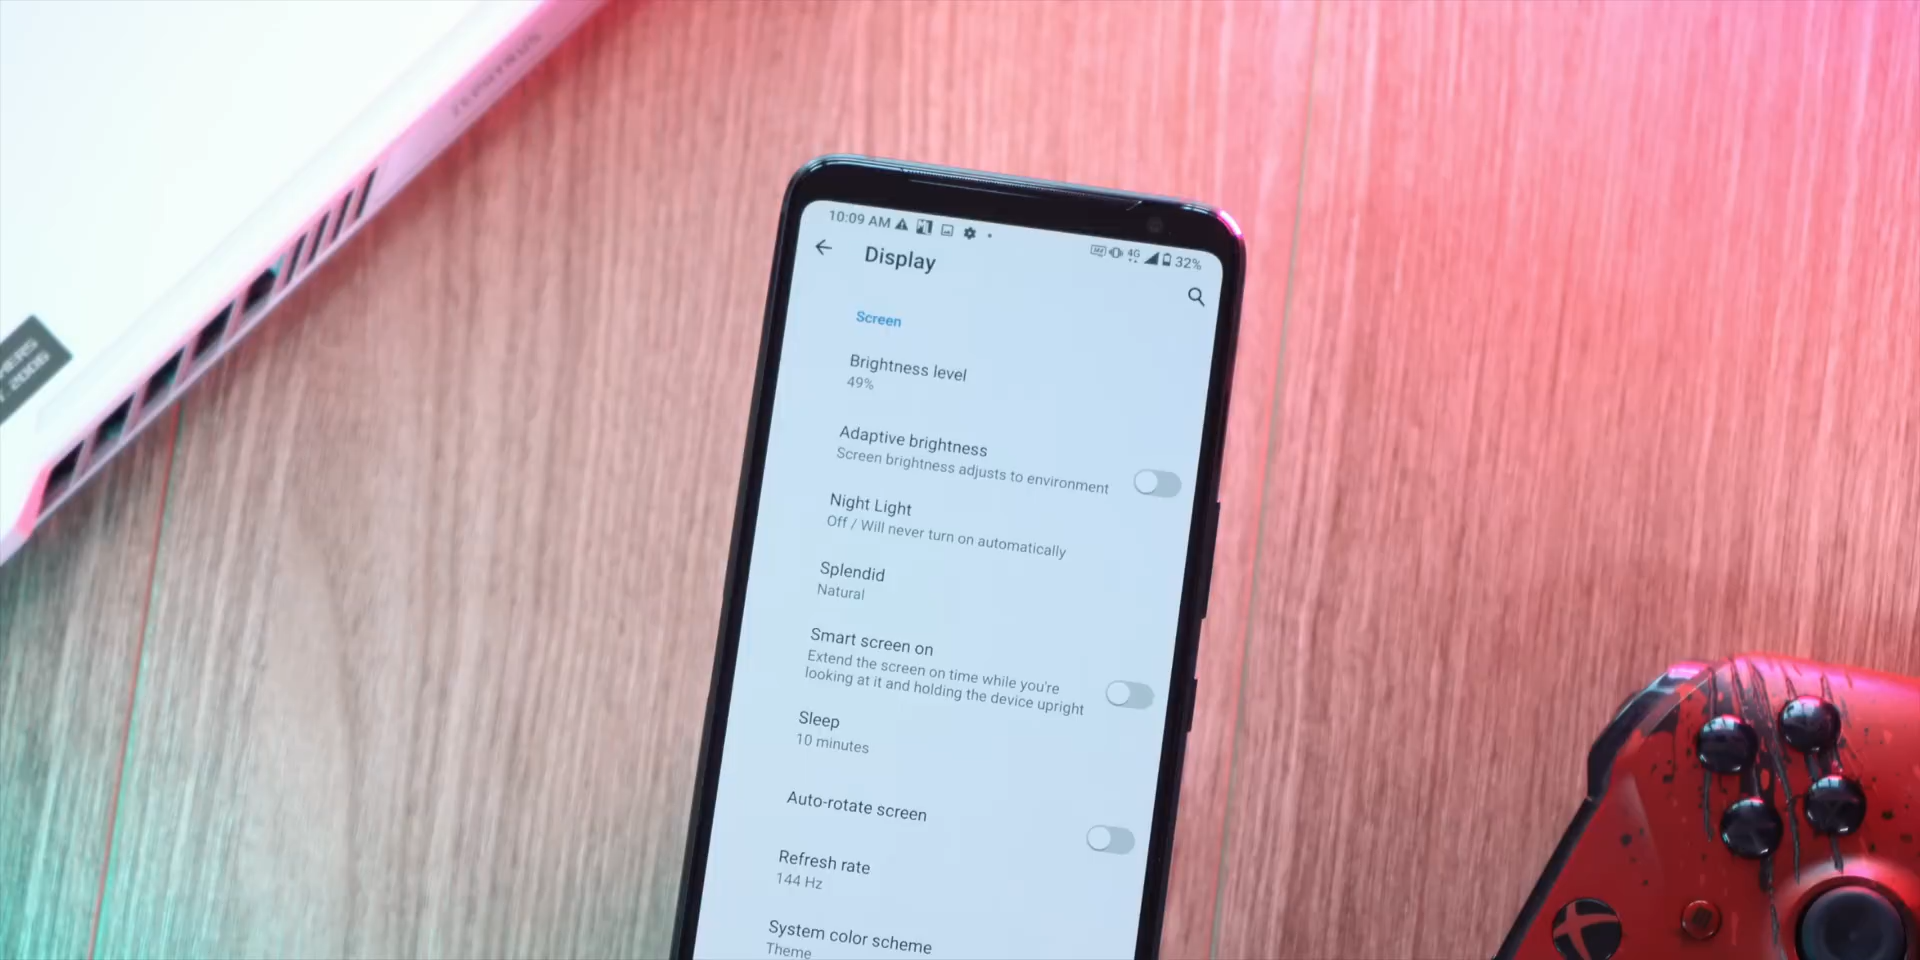 ZEPHYRUS
10:09 AM
4G
32%
Display
Screen
Brightness level
49%
Adaptive brightness
Screen brightness adjusts to environment
Night Light
Off / Will never turn on automatically
Splendid
Natural
Smart screen on
Extend the screen on time while you're
looking at it and holding the device upright
Sleep
10 minutes
Auto-rotate screen
Refresh rate
144 Hz
System color scheme
Theme